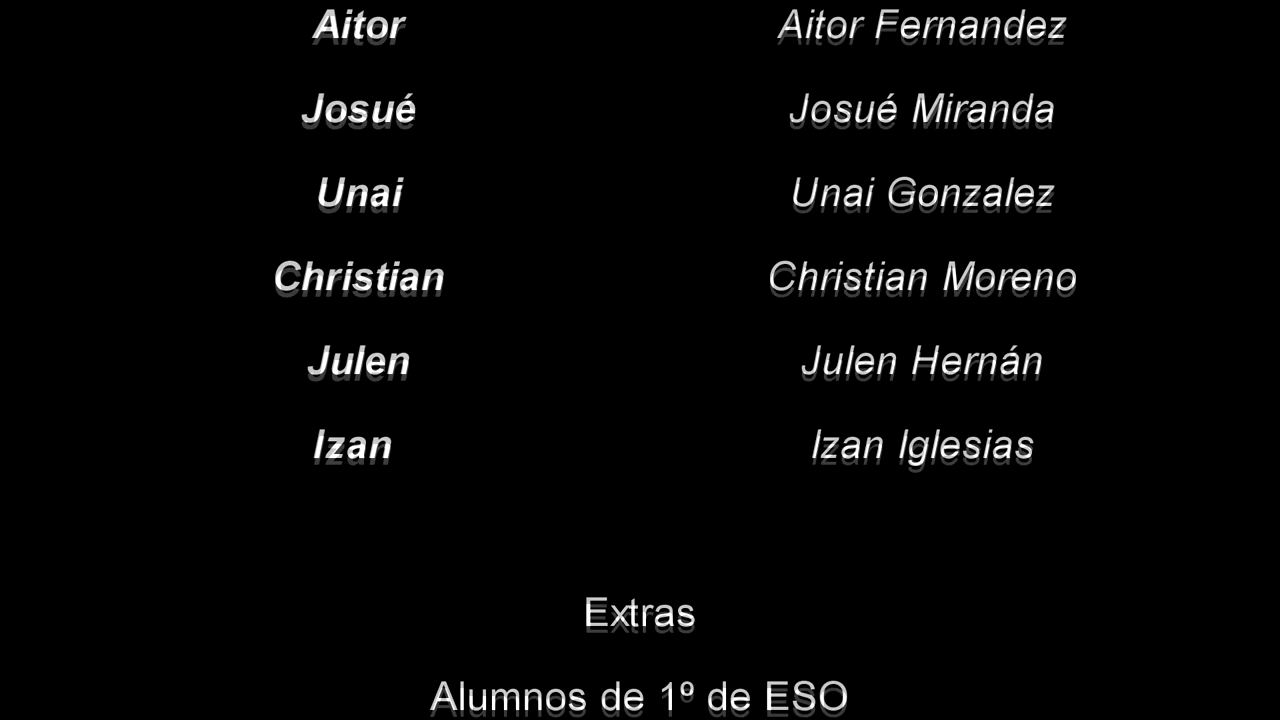 Aitor Aitor Fernandez
Josué Josué Miranda
Unai Unai Gonzalez
Christian Christian Moreno
Julen Julen Hernán
Izan Izan Iglesias
Extras
Alumnos de 1º de ESO